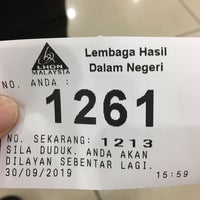 Lembaga Hasil
Dalam Negeri
LHDN
MALAYSIA
NO. ANDA :
1261
NO. SEKARANG: 1213
SILA DUDUK. ANDA AKAN
DILAYAN SEBENTAR LAGI.
30/09/2019 15:59